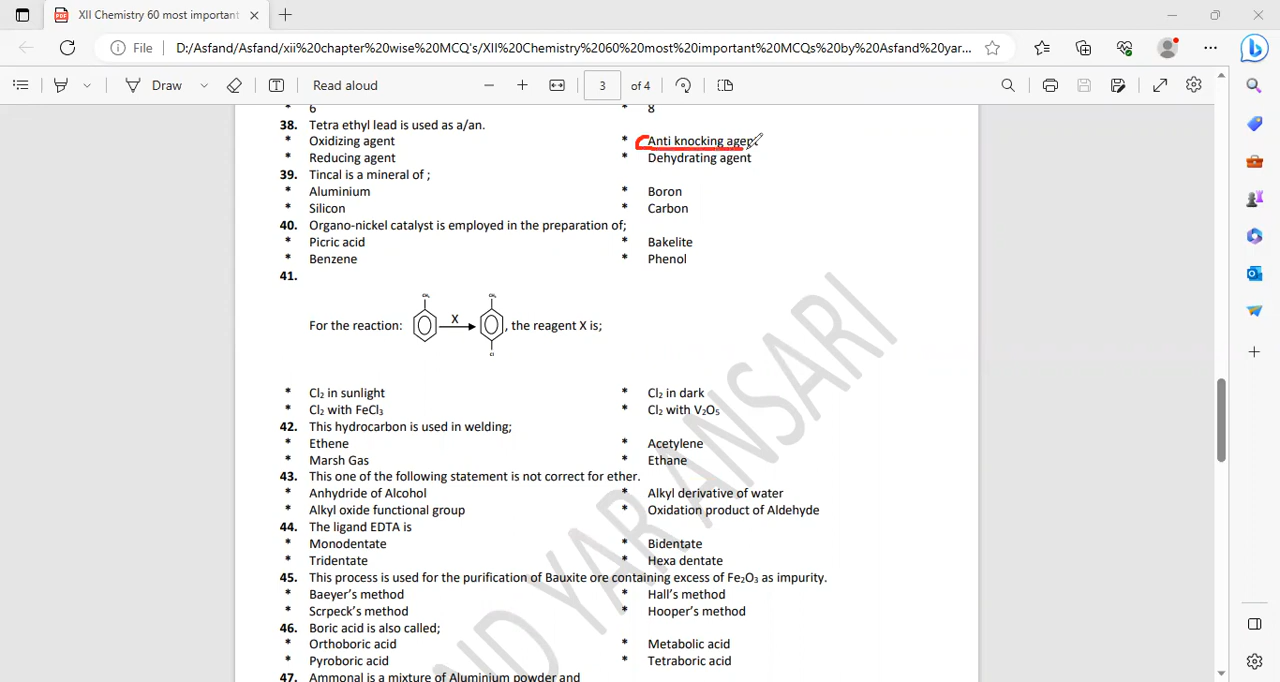 XII Chemistry 60 most important
File D:/Asfand/Asfand/xii%20chapter%20wise%20MCQ's/XII%20Chemistry%2060%20most%20important%20MCQs%20by%20Asfand%20yar...
Draw Read aloud 3 of 4
* 6 * 8
38. Tetra ethyl lead is used as a/an.
* Oxidizing agent * Anti knocking agent
* Reducing agent * Dehydrating agent
39. Tincal is a mineral of ;
* Aluminium * Boron
* Silicon * Carbon
40. Organo-nickel catalyst is employed in the preparation of;
* Picric acid * Bakelite
* Benzene * Phenol
41.
CH₃ CH₃
X
For the reaction: , the reagent X is;
Cl
* Cl₂ in sunlight * Cl₂ in dark
* Cl₂ with FeCl₃ * Cl₂ with V₂O₅
42. This hydrocarbon is used in welding;
* Ethene * Acetylene
* Marsh Gas * Ethane
43. This one of the following statement is not correct for ether.
* Anhydride of Alcohol * Alkyl derivative of water
* Alkyl oxide functional group * Oxidation product of Aldehyde
44. The ligand EDTA is
* Monodentate * Bidentate
* Tridentate * Hexa dentate
45. This process is used for the purification of Bauxite ore containing excess of Fe₂O₃ as impurity.
* Baeyer's method * Hall's method
* Scrpeck's method * Hooper's method
46. Boric acid is also called;
* Orthoboric acid * Metabolic acid
* Pyroboric acid * Tetraboric acid
47. Ammonal is a mixture of Aluminium powder and
ND YAR ANSARI